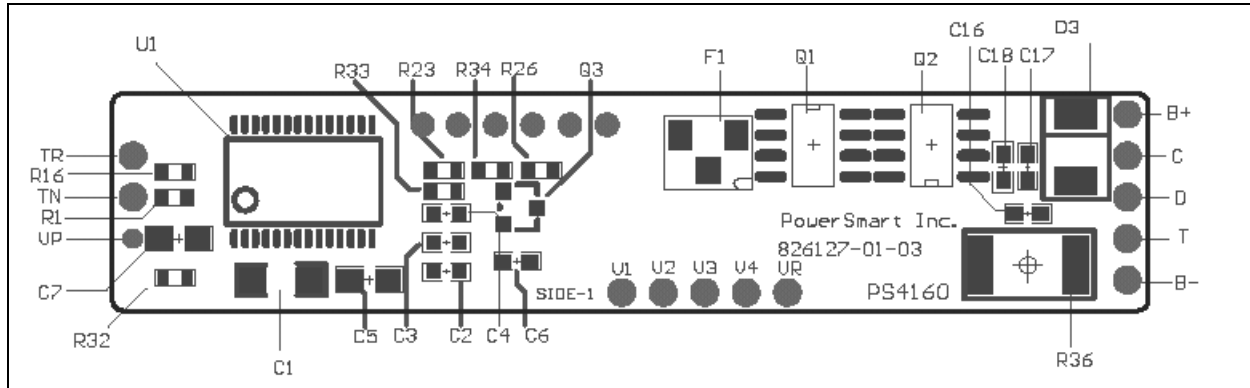 U1
R33
R23
R34
R26
Q3
F1
Q1
Q2
C16
C18
C17
D3
TR
R16
TN
R1
VP
C7
R32
C1
C5
C3
C2
C4
C6
SIDE-1
V1
V2
V3
V4
VR
PowerSmart Inc.
826127-01-03
PS4160
B+
C
D
T
B-
R36